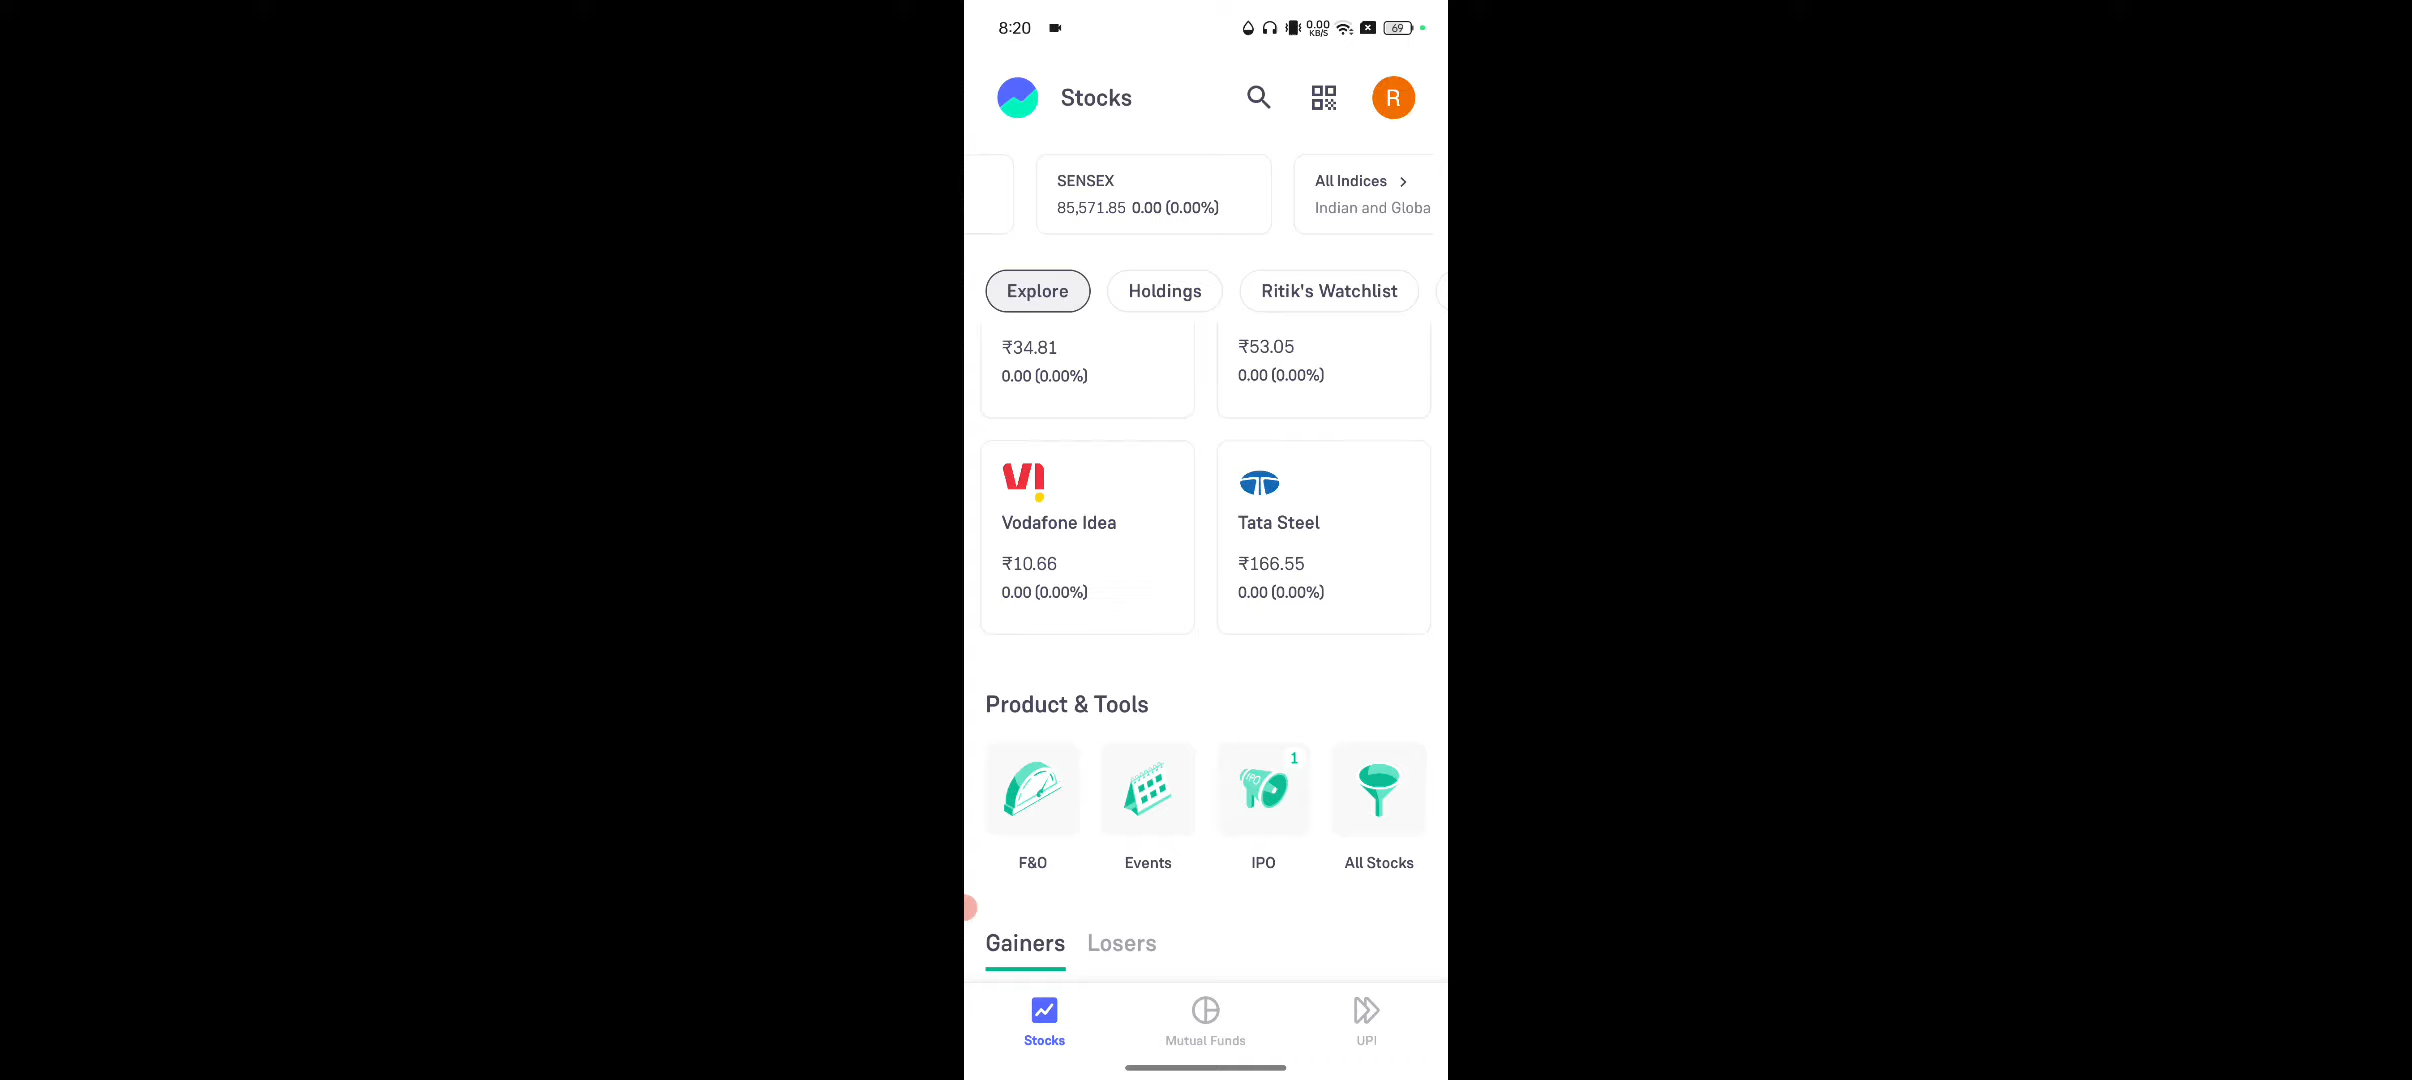 8:20
0.00
KB/S
69
Stocks
R
SENSEX
85,571.85 0.00 (0.00%)
All Indices
Indian and Globa
Explore
Holdings
Ritik's Watchlist
₹34.81
0.00 (0.00%)
₹53.05
0.00 (0.00%)
VI
Vodafone Idea
₹10.66
0.00 (0.00%)
Tata Steel
₹166.55
0.00 (0.00%)
Product & Tools
IPO
1
F&O
Events
IPO
All Stocks
Gainers
Losers
Stocks
Mutual Funds
UPI